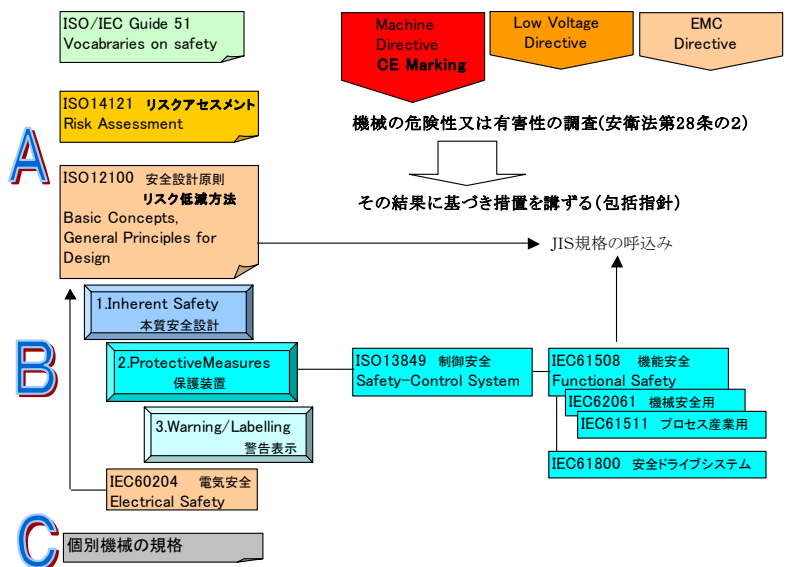 ISO/IEC Guide 51
Vocabraries on safety
Machine
Directive
CE Marking
Low Voltage
Directive
EMC
Directive
ISO14121 リスクアセスメント
Risk Assessment
機械の危険性又は有害性の調査(安衛法第28条の2)
A
ISO12100 安全設計原則
リスク低減方法
Basic Concepts,
General Principles for
Design
その結果に基づき措置を講ずる(包括指針)
JIS規格の呼込み
1.Inherent Safety
本質安全設計
B
2.ProtectiveMeasures
保護装置
ISO13849 制御安全
Safety-Control System
IEC61508 機能安全
Functional Safety
IEC62061 機械安全用
IEC61511 プロセス産業用
3.Warning/Labelling
警告表示
IEC61800 安全ドライブシステム
IEC60204 電気安全
Electrical Safety
C
個別機械の規格